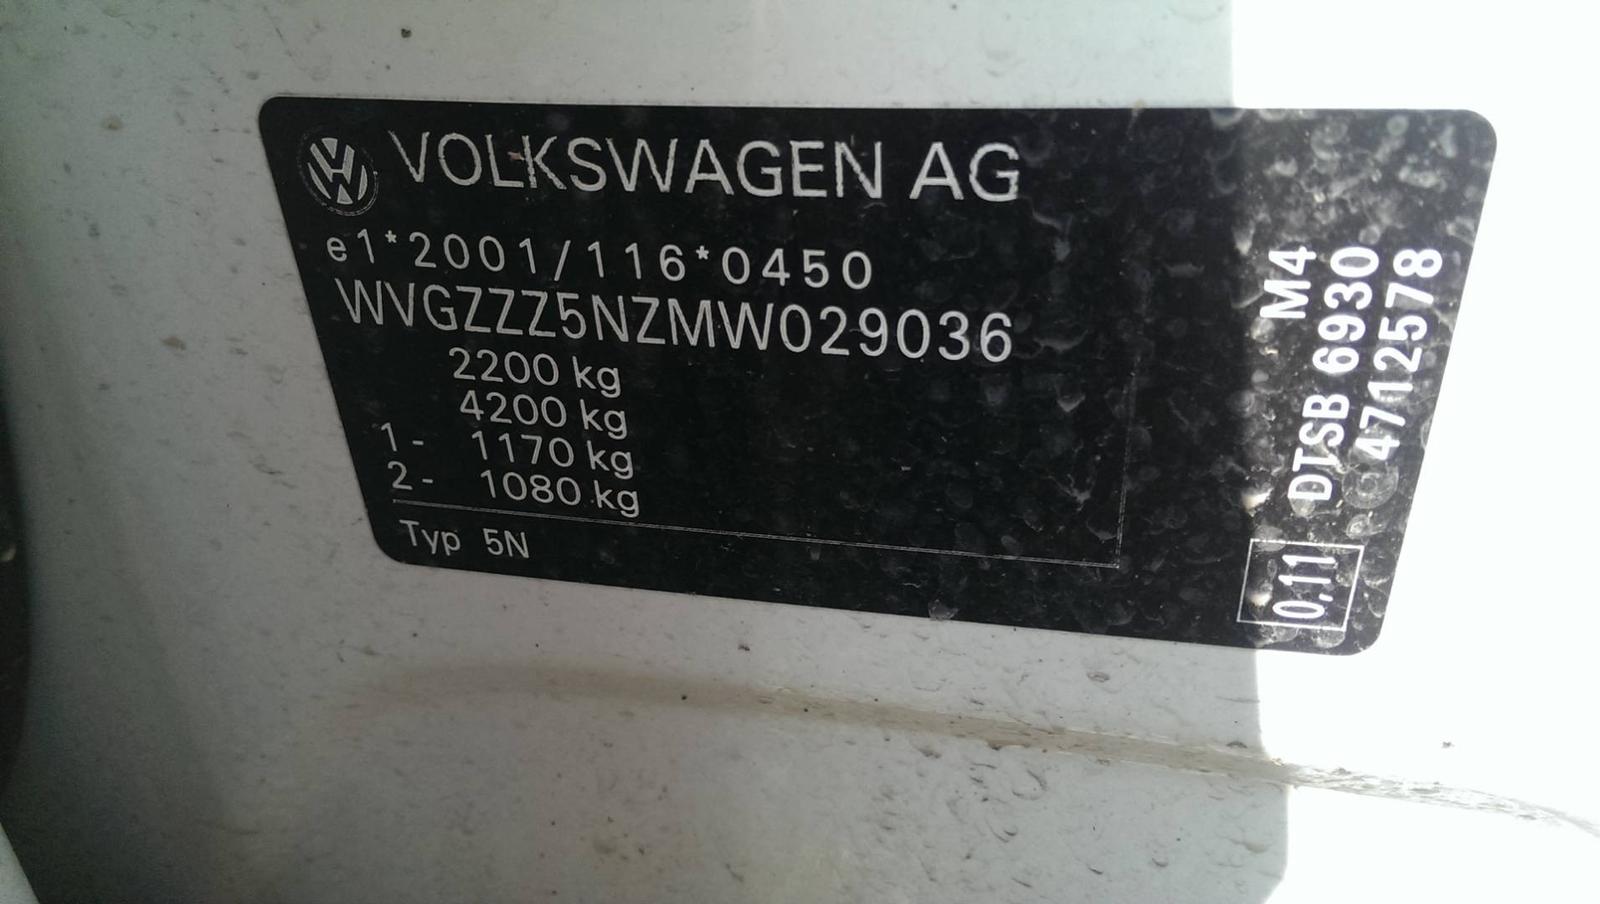 VOLKSWAGEN AG
e1*2001/116*0450
WVGZZZ5NZMW029036
2200 kg
4200 kg
1- 1170 kg
2- 1080 kg
Typ 5N
M4
DTSB 6930
4712578
0,11